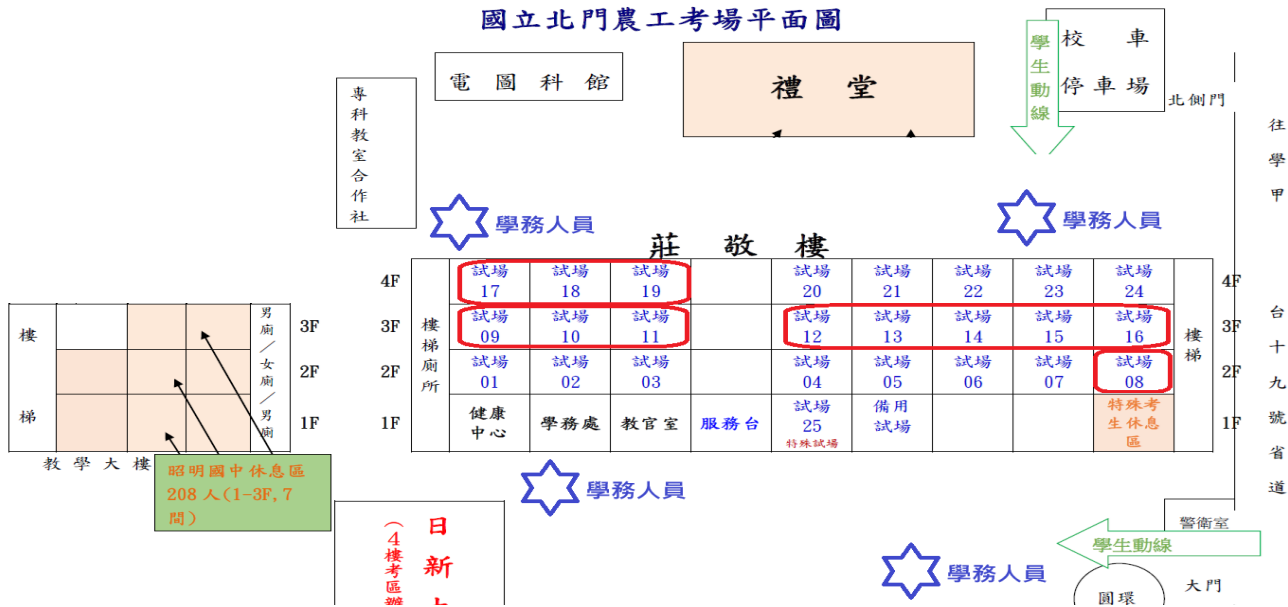 國立北門農工考場平面圖
電圖科館
禮堂
校車
停車場
學生動線
北側門
專科教室合作社
往學甲
學務人員
學務人員
莊敬樓
4F
試場
17
試場
18
試場
19
試場
20
試場
21
試場
22
試場
23
試場
24
4F
3F
試場
09
試場
10
試場
11
試場
12
試場
13
試場
14
試場
15
試場
16
3F
2F
試場
01
試場
02
試場
03
試場
04
試場
05
試場
06
試場
07
試場
08
2F
1F
健康
中心
學務處
教官室
服務台
試場
25
特殊試場
備用
試場
特殊考
生休息
區
1F
樓梯廁所
樓梯
台十九號省道
樓梯
男廁/女廁/男廁
3F
2F
1F
教學大樓
昭明國中休息區
208人(1-3F,7
間)
學務人員
日新
(4樓考區
警衛室
學生動線
學務人員
圓環
大門